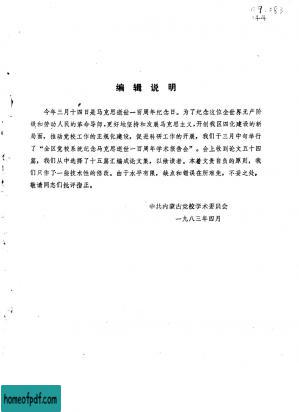 编辑说明
今年三月十四日是马克思逝世一百周年纪念日。为了纪念这位全世界无产
阶级和劳动人民的革命导师，更好地坚持和发展马克思主义，开创我区四化建设的新
局面，推动党校工作的正规化建设，促进科研工作的开展，我们于三月中旬举行
了“全区党校系统纪念马克思逝世一百周年学术报告会”。会上收到论文五十四
篇，我们从中选择了十五篇汇编成论文集，以飨读者。本着文责自负的原则，我
们只作了一些技术性的修改。由于水平有限，缺点和错误在所难免，不妥之处，
敬请同志们批评指正。
中共内蒙古党校学术委员会
一九八三年四月
homeofpdf.com